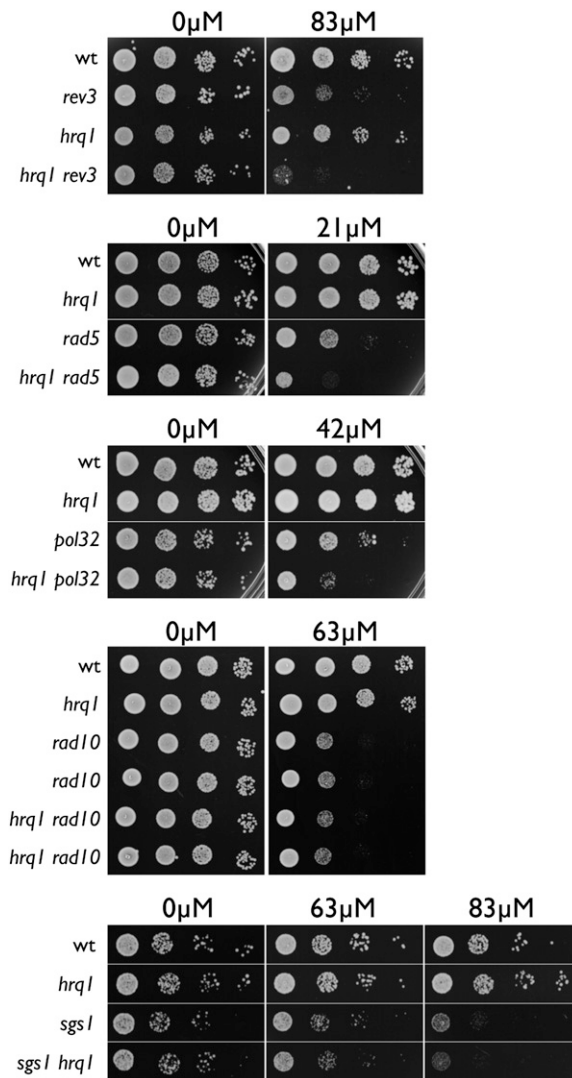 0μM 83μM
wt
rev3
hrq1
hrq1 rev3
0μM 21μM
wt
hrq1
rad5
hrq1 rad5
0μM 42μM
wt
hrq1
pol32
hrq1 pol32
0μM 63μM
wt
hrq1
rad10
rad10
hrq1 rad10
hrq1 rad10
0μM 63μM 83μM
wt
hrq1
sgs1
sgs1 hrq1